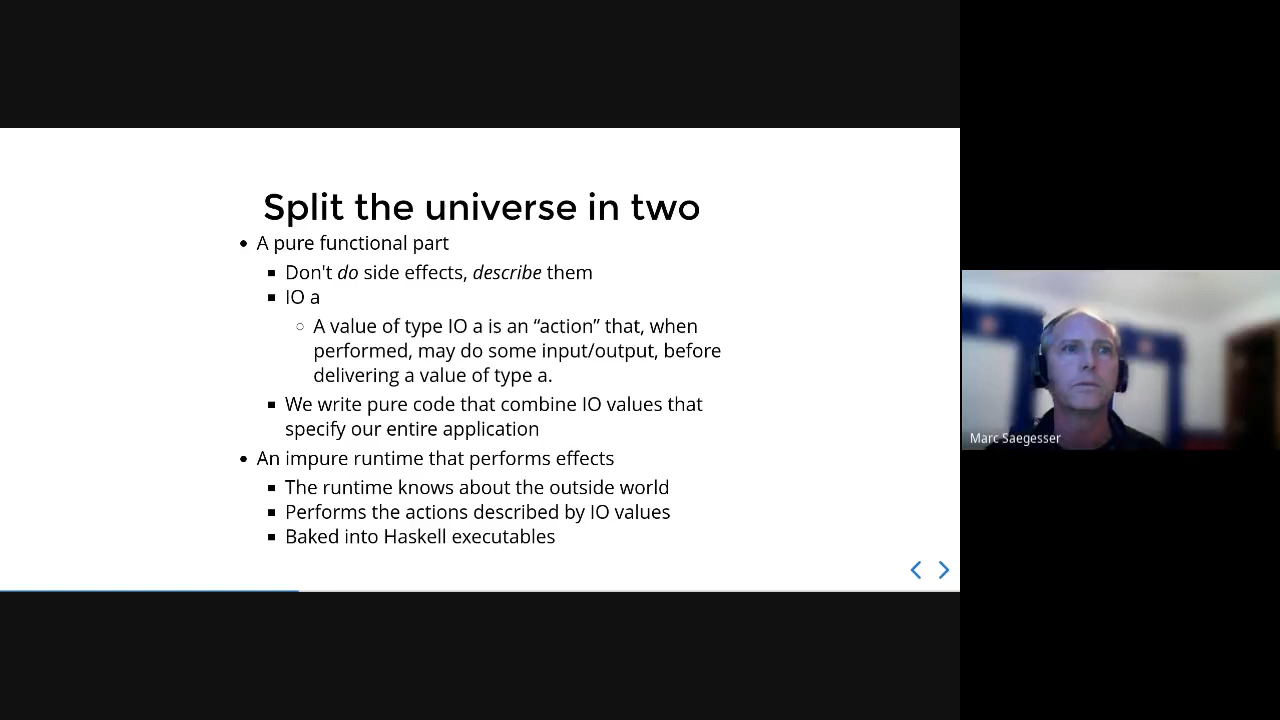 Split the universe in two
A pure functional part
Don't do side effects, describe them
IO a
A value of type IO a is an “action” that, when
performed, may do some input/output, before
delivering a value of type a.
We write pure code that combine IO values that
specify our entire application
An impure runtime that performs effects
The runtime knows about the outside world
Performs the actions described by IO values
Baked into Haskell executables
Marc Saegesser